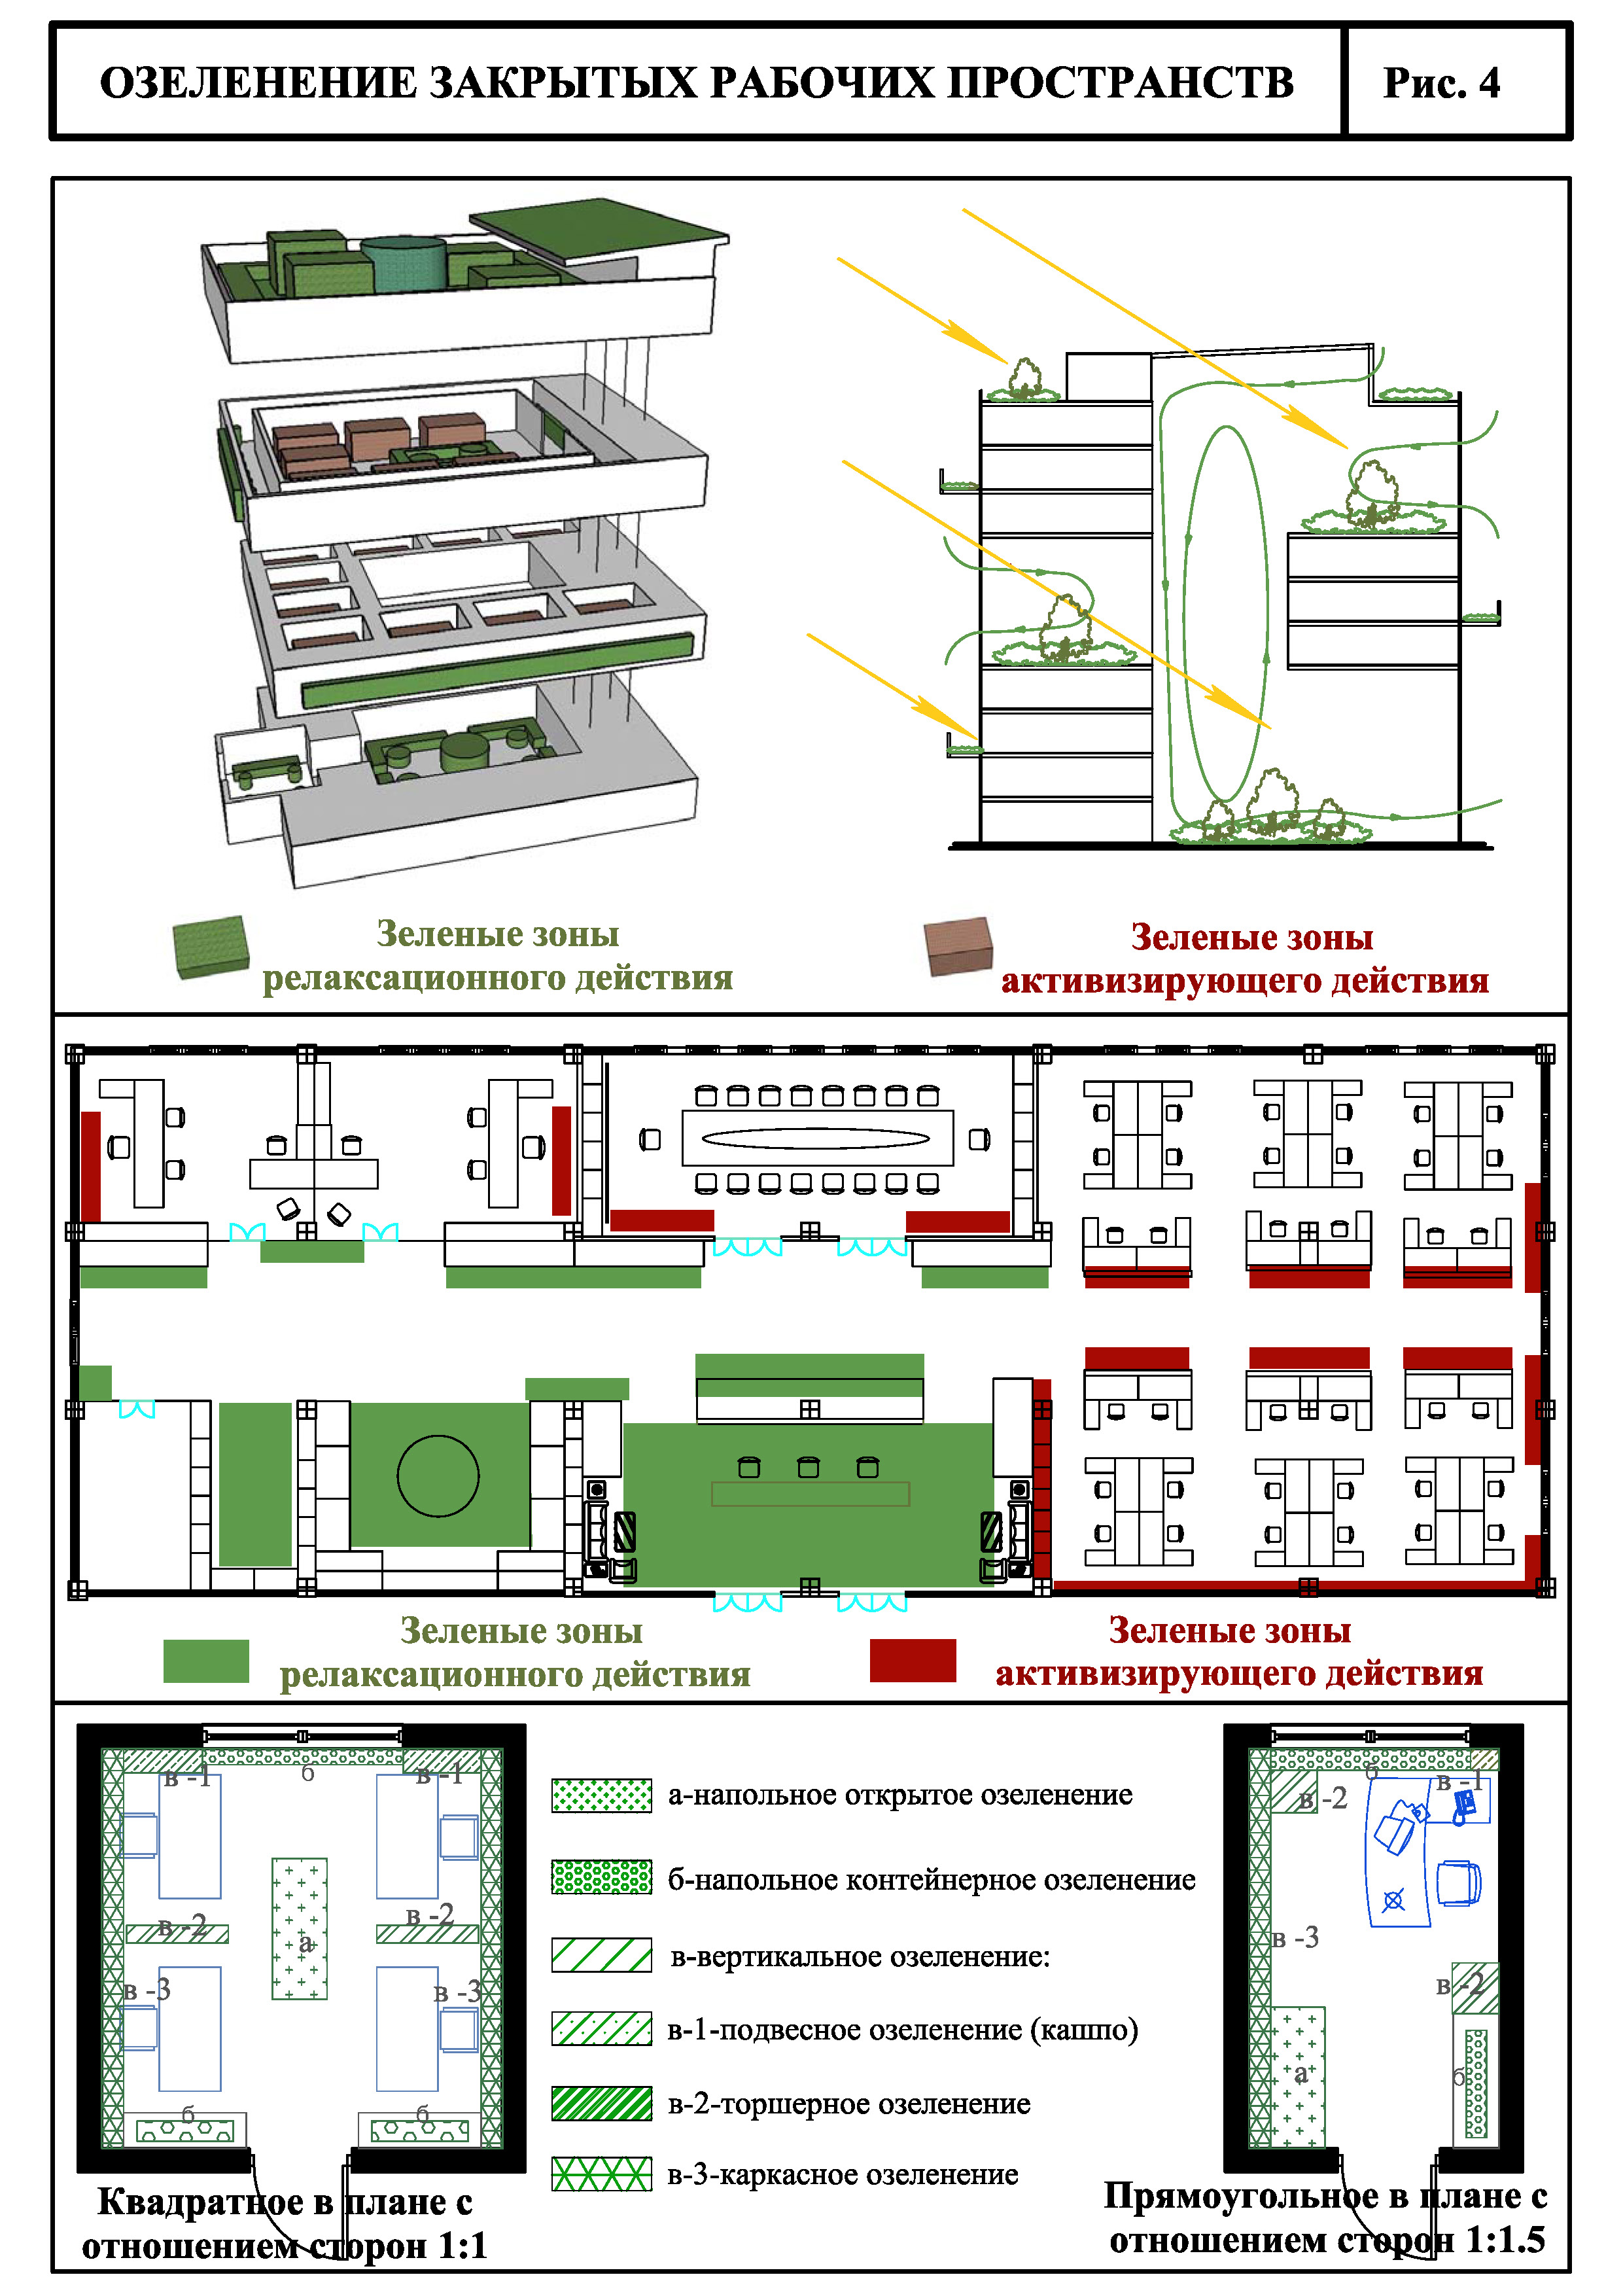 ОЗЕЛЕНЕНИЕ ЗАКРЫТЫХ РАБОЧИХ ПРОСТРАНСТВ
Рис. 4
Зеленые зоны
релаксационного действия
Зеленые зоны
активизирующего действия
Зеленые зоны
релаксационного действия
Зеленые зоны
активизирующего действия
в -1
б
в -1
в -2
в -2
а
в -3
в -3
б
б
Квадратное в плане с
отношением сторон 1:1
а-напольное открытое озеленение
б-напольное контейнерное озеленение
в-вертикальное озеленение:
в-1-подвесное озеленение (кашпо)
в-2-торшерное озеленение
в-3-каркасное озеленение
б
в -1
в -2
в -3
в -2
а
б
Прямоугольное в плане с
отношением сторон 1:1.5